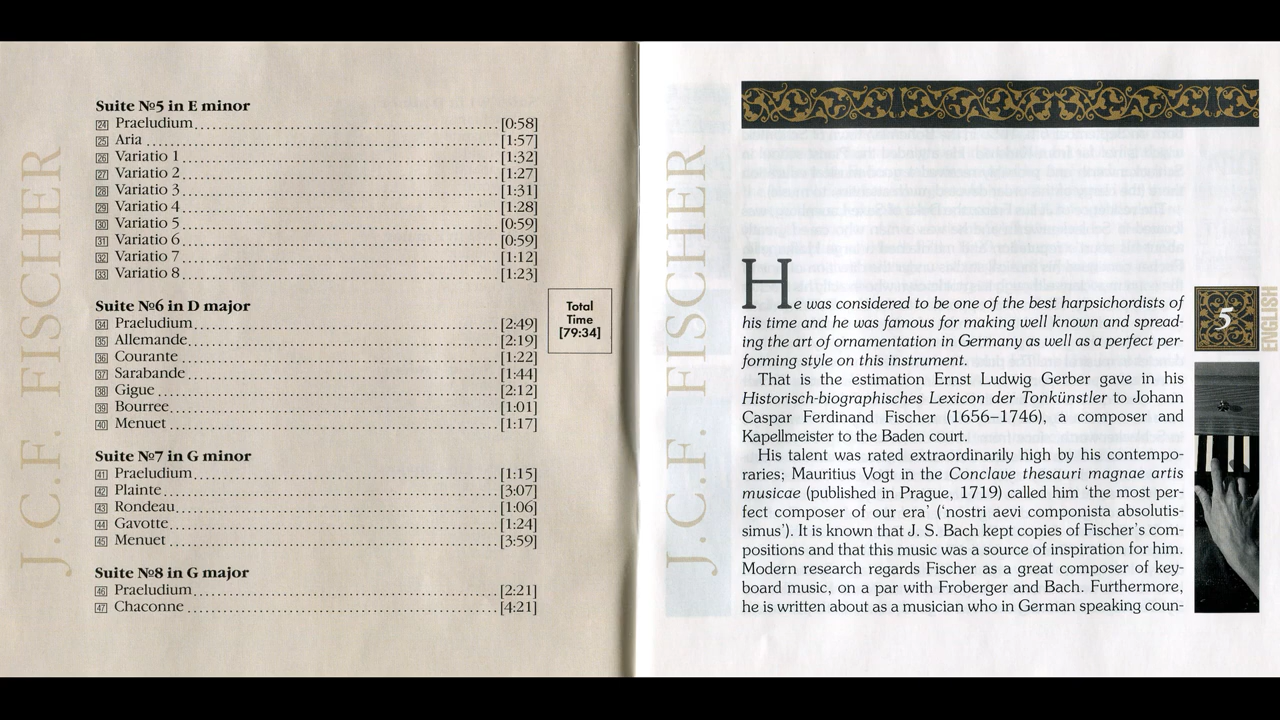 J.C.F. FISCHER
Suite №5 in E minor
24 Praeludium [0:58]
25 Aria [1:57]
26 Variatio 1 [1:32]
27 Variatio 2 [1:27]
28 Variatio 3 [1:31]
29 Variatio 4 [1:28]
30 Variatio 5 [0:59]
31 Variatio 6 [0:59]
32 Variatio 7 [1:12]
33 Variatio 8 [1:23]
Suite №6 in D major
34 Praeludium [2:49]
35 Allemande [2:19]
36 Courante [1:22]
37 Sarabande [1:44]
38 Gigue [2:12]
39 Bourree [1:01]
40 Menuet [1:17]
Suite №7 in G minor
41 Praeludium [1:15]
42 Plainte [3:07]
43 Rondeau [1:06]
44 Gavotte [1:24]
45 Menuet [3:59]
Suite №8 in G major
46 Praeludium [2:21]
47 Chaconne [4:21]
Total
Time
[79:34]
J.C.F. FISCHER
He was considered to be one of the best harpsichordists of
his time and he was famous for making well known and spread-
ing the art of ornamentation in Germany as well as a perfect per-
forming style on this instrument.
That is the estimation Ernst Ludwig Gerber gave in his
Historisch-biographisches Lexicon der Tonkünstler to Johann
Caspar Ferdinand Fischer (1656–1746), a composer and
Kapellmeister to the Baden court.
His talent was rated extraordinarily high by his contempo-
raries; Mauritius Vogt in the Conclave thesauri magnae artis
musicae (published in Prague, 1719) called him ‘the most per-
fect composer of our era’ (‘nostri aevi componista absolutis-
simus’). It is known that J. S. Bach kept copies of Fischer’s com-
positions and that this music was a source of inspiration for him.
Modern research regards Fischer as a great composer of key-
board music, on a par with Froberger and Bach. Furthermore,
he is written about as a musician who in German speaking coun-
5
ENGLISH